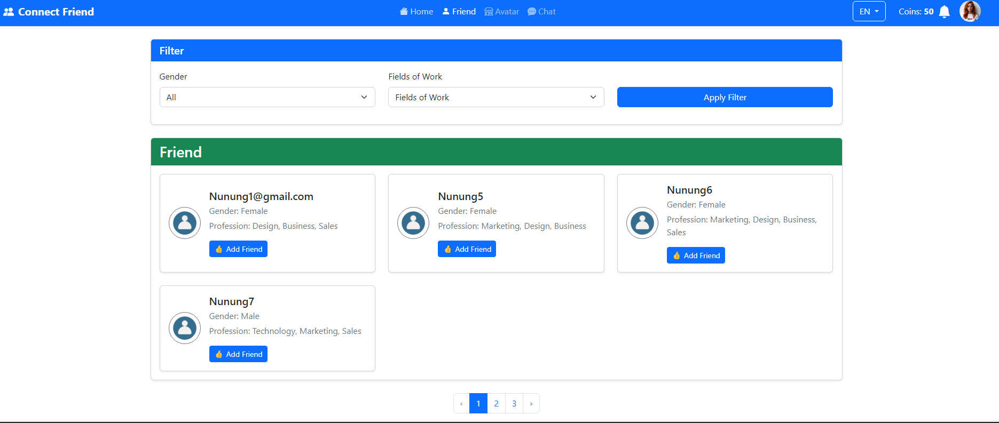 Connect Friend
Home Friend Avatar Chat
EN Coins: 50
Filter
Gender
Fields of Work
All
Fields of Work
Apply Filter
Friend
Nunung1@gmail.com
Gender: Female
Profession: Design, Business, Sales
Add Friend
Nunung5
Gender: Female
Profession: Marketing, Design, Business
Add Friend
Nunung6
Gender: Female
Profession: Marketing, Design, Business,
Sales
Add Friend
Nunung7
Gender: Male
Profession: Technology, Marketing, Sales
Add Friend
‹ 1 2 3 ›